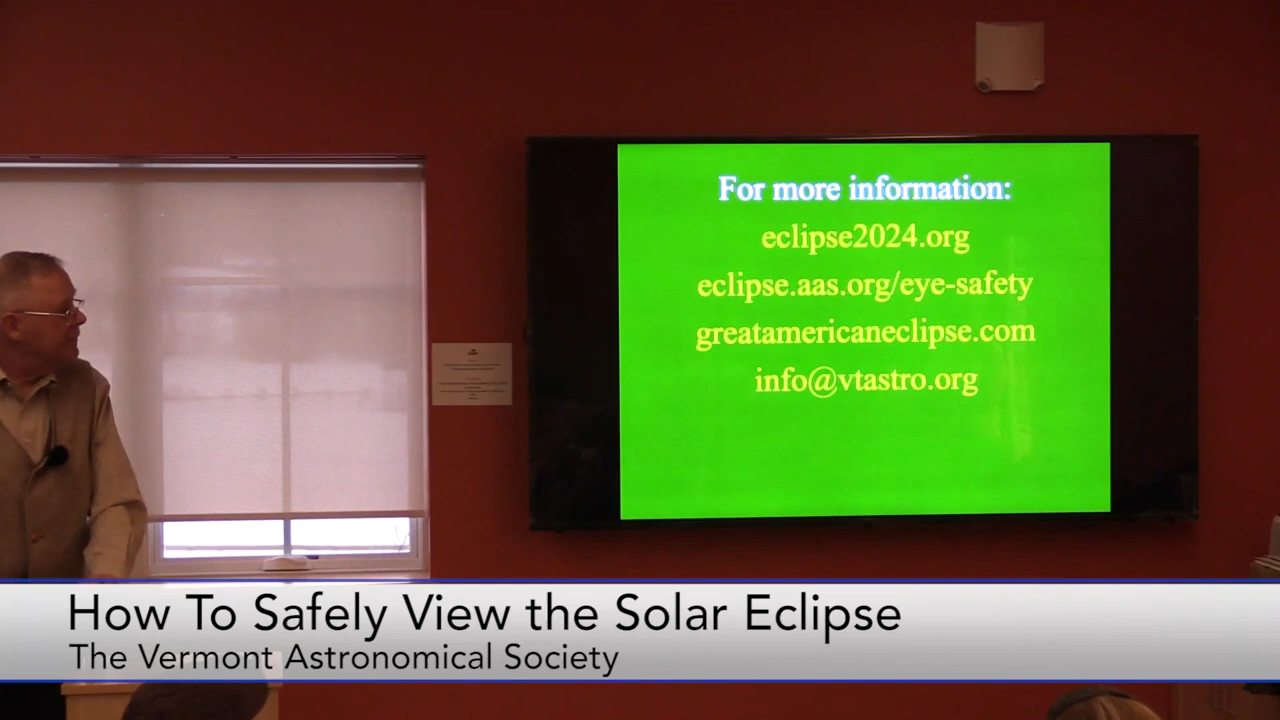 For more information:
eclipse2024.org
eclipse.aas.org/eye-safety
greatamericaneclipse.com
info@vtastro.org
How To Safely View the Solar Eclipse
The Vermont Astronomical Society